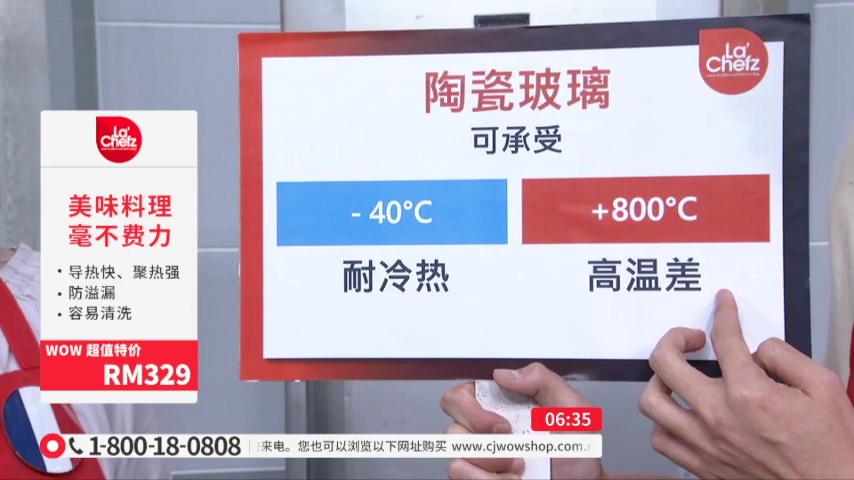 La'
Chefz
陶瓷玻璃
可承受
- 40°C
+800°C
耐冷热
高温差
La'
Chefz
美味料理
毫不费力
• 导热快、聚热强
• 防溢漏
• 容易清洗
WOW 超值特价
RM329
06:35
1-800-18-0808
来电。您也可以浏览以下网址购买 www.cjwowshop.com.